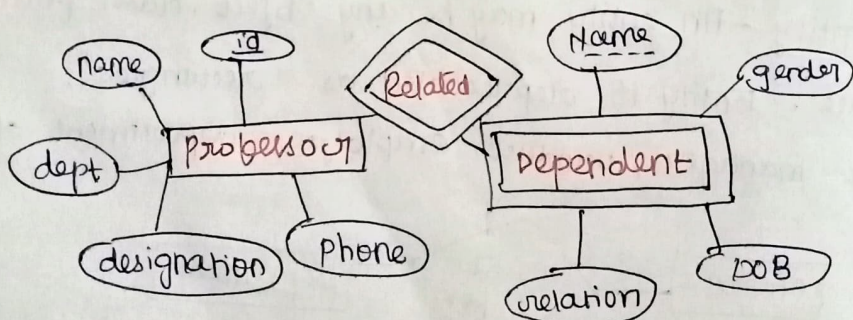 name
id
Related
Name
gender
dept
Professor
Dependent
designation
phone
relation
DOB